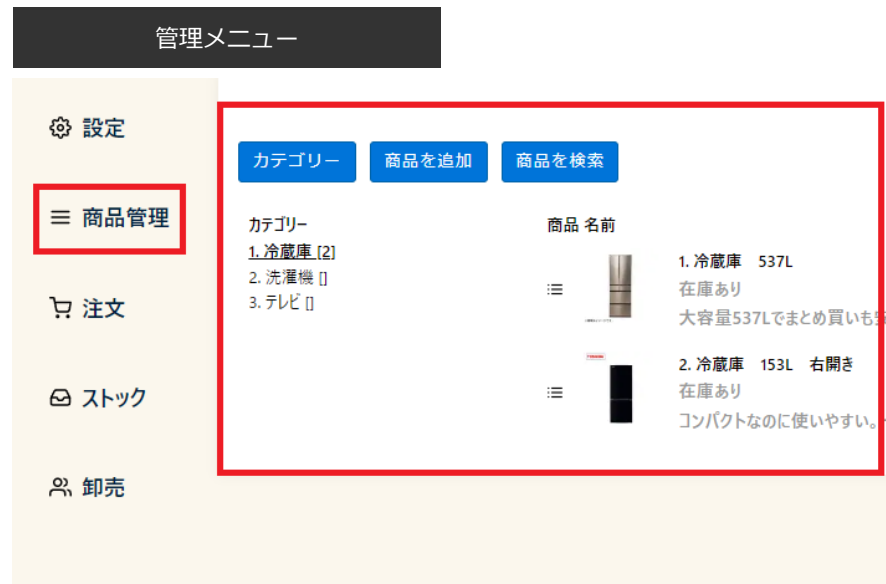 管理メニュー
設定
商品管理
注文
ストック
卸売
カテゴリー
商品を追加
商品を検索
カテゴリー
1. 冷蔵庫 [2]
2. 洗濯機 []
3. テレビ []
商品 名前
1. 冷蔵庫　537L
在庫あり
大容量537Lでまとめ買いも
2. 冷蔵庫　153L　右開き
在庫あり
コンパクトなのに使いやすい。